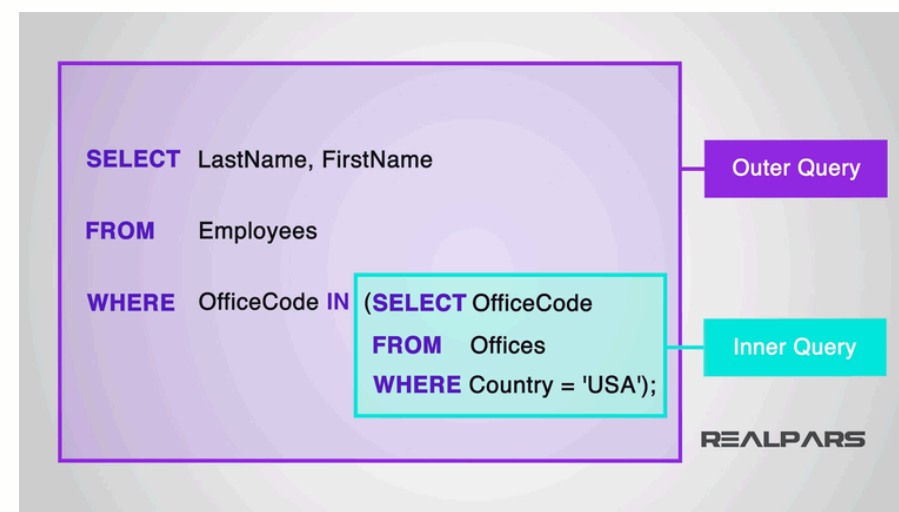 SELECT LastName, FirstName
FROM Employees
WHERE OfficeCode IN (SELECT OfficeCode
FROM Offices
WHERE Country = 'USA');
Outer Query
Inner Query
REALPARS